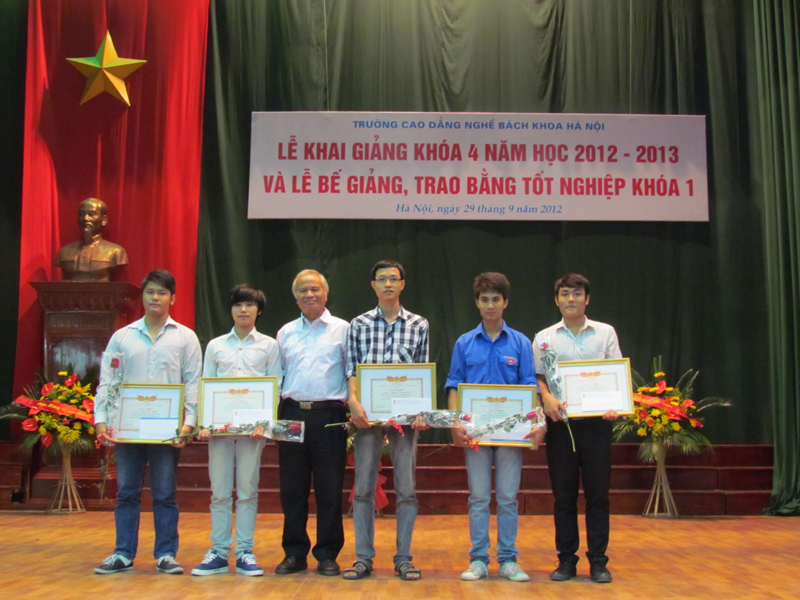 TRƯỜNG CAO ĐẲNG NGHỀ BÁCH KHOA HÀ NỘI
LỄ KHAI GIẢNG KHÓA 4 NĂM HỌC 2012 - 2013
VÀ LỄ BẾ GIẢNG, TRAO BẰNG TỐT NGHIỆP KHÓA 1
Hà Nội, ngày 29 tháng 9 năm 2012